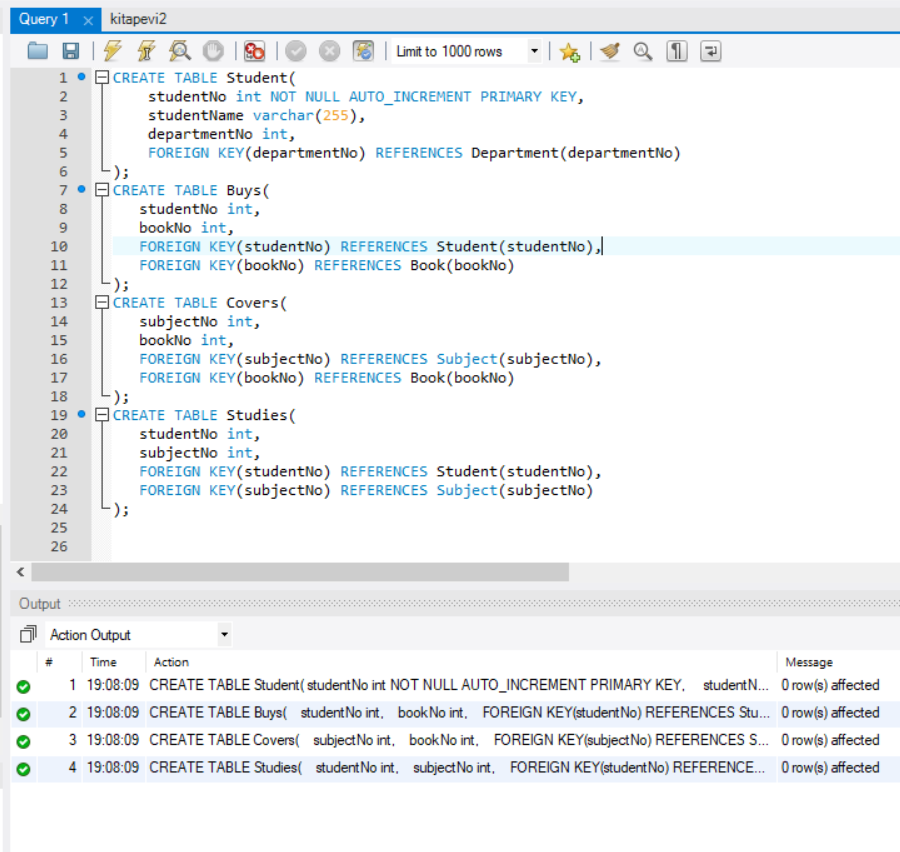 Query 1 kitapevi2
Limit to 1000 rows
1 CREATE TABLE Student(
2 studentNo int NOT NULL AUTO_INCREMENT PRIMARY KEY,
3 studentName varchar(255),
4 departmentNo int,
5 FOREIGN KEY(departmentNo) REFERENCES Department(departmentNo)
6 );
7 CREATE TABLE Buys(
8 studentNo int,
9 bookNo int,
10 FOREIGN KEY(studentNo) REFERENCES Student(studentNo),
11 FOREIGN KEY(bookNo) REFERENCES Book(bookNo)
12 );
13 CREATE TABLE Covers(
14 subjectNo int,
15 bookNo int,
16 FOREIGN KEY(subjectNo) REFERENCES Subject(subjectNo),
17 FOREIGN KEY(bookNo) REFERENCES Book(bookNo)
18 );
19 CREATE TABLE Studies(
20 studentNo int,
21 subjectNo int,
22 FOREIGN KEY(studentNo) REFERENCES Student(studentNo),
23 FOREIGN KEY(subjectNo) REFERENCES Subject(subjectNo)
24 );
25
26
Output
Action Output
# Time Action Message
1 19:08:09 CREATE TABLE Student( studentNo int NOT NULL AUTO_INCREMENT PRIMARY KEY, studentN... 0 row(s) affected
2 19:08:09 CREATE TABLE Buys( studentNo int, bookNo int, FOREIGN KEY(studentNo) REFERENCES Stu... 0 row(s) affected
3 19:08:09 CREATE TABLE Covers( subjectNo int, bookNo int, FOREIGN KEY(subjectNo) REFERENCES S... 0 row(s) affected
4 19:08:09 CREATE TABLE Studies( studentNo int, subjectNo int, FOREIGN KEY(studentNo) REFERENCE... 0 row(s) affected